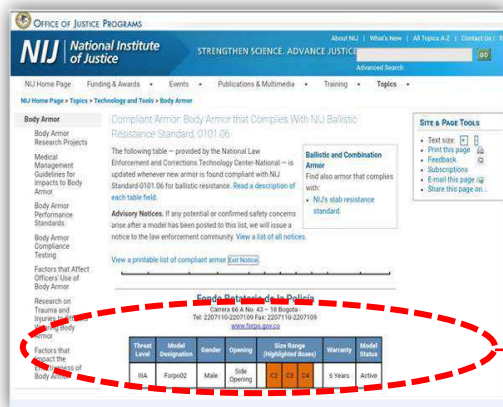 OFFICE OF JUSTICE PROGRAMS
NIJ National Institute of Justice
STRENGTHEN SCIENCE. ADVANCE JUSTICE
About NIJ | What's New | All Topics A-Z | Contact Us |
GO
Advanced Search
NIJ Home Page Funding & Awards Events Publications & Multimedia Training Topics
NIJ Home Page > Topics > Technology and Tools > Body Armor
Body Armor
Body Armor
Research Projects
Medical
Management
Guidelines for
Impacts to Body
Armor
Body Armor
Performance
Standards
Body Armor
Compliance
Testing
Factors that Affect
Officers' Use of
Body Armor
Research on
Trauma and
Injuries to Officers
Wearing Body
Armor
Factors that
Impact the
Effectiveness of
Body Armor
Compliant Armor: Body Armor that Complies With NIJ Ballistic
Resistance Standard, 0101.06
The following table — provided by the National Law
Enforcement and Corrections Technology Center-National — is
updated whenever new armor is found compliant with NIJ
Standard-0101.06 for ballistic resistance. Read a description of
each table field.
Advisory Notices. If any potential or confirmed safety concerns
arise after a model has been posted to this list, we will issue a
notice to the law enforcement community. View a list of all notices.
View a printable list of compliant armor Exit Notice
Ballistic and Combination
Armor
Find also armor that complies
with:
NIJ's stab resistance
standard.
SITE & PAGE TOOLS
Text size:
Print this page
Feedback
Subscriptions
E-mail this page
Share this page on...
Fondo Rotatorio de la Policía
Carrera 66 A No. 43 – 18 Bogota -
Tel: 2207110-2207109 Fax: 2207110-2207109
www.forpo.gov.co
Threat Level Model Designation Gender Opening Size Range (Highlighted Boxes) Warranty Model Status
IIIA Forpo02 Male Side Opening C2 C3 C4 6 Years Active